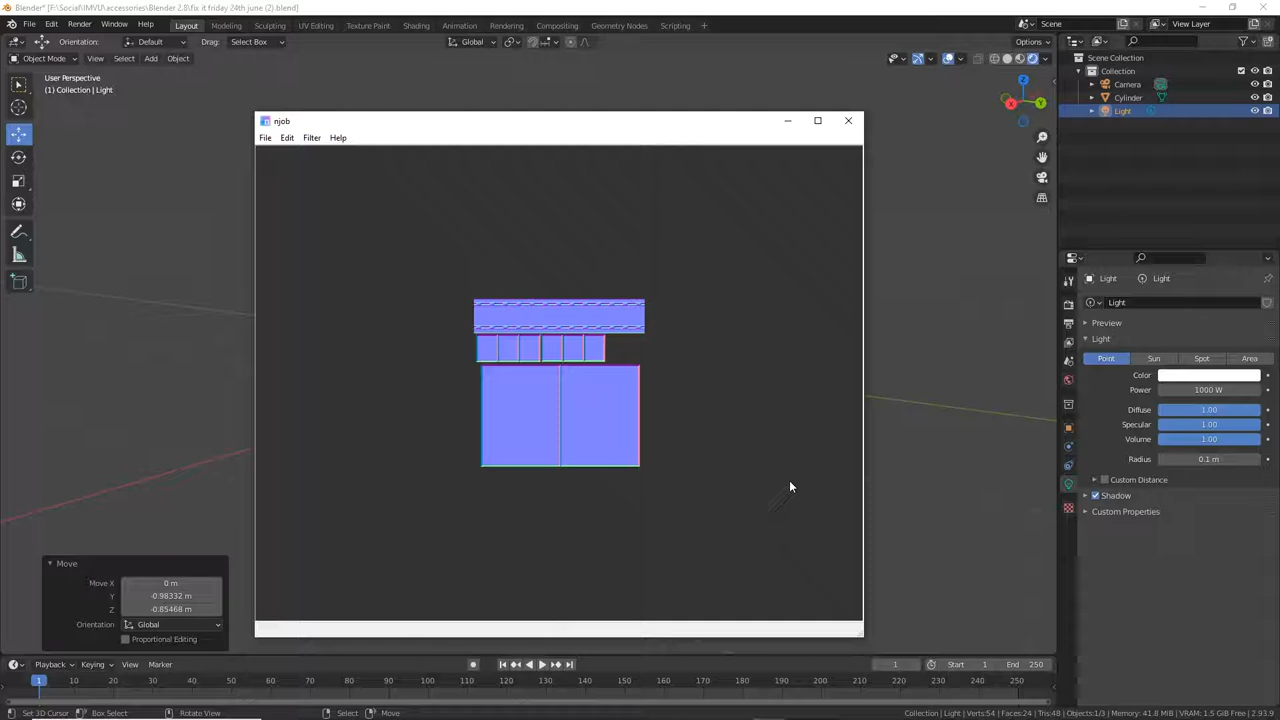 Blender* [F:\Social\IMVU\accessories\Blender 2.8\fix it friday 24th june (2).blend]
File Edit Render Window Help Layout Modeling Sculpting UV Editing Texture Paint Shading Animation Rendering Compositing Geometry Nodes Scripting Scene View Layer
Orientation: Default Drag: Select Box Global Options
Object Mode View Select Add Object
User Perspective
(1) Collection | Light
Scene Collection
Collection
Camera
Cylinder
Light
X
Y
Z
njob
File Edit Filter Help
Light Light
Light
Preview
Light
Point Sun Spot Area
Color
Power 1000 W
Diffuse 1.00
Specular 1.00
Volume 1.00
Radius 0.1 m
Custom Distance
Shadow
Custom Properties
Move
Move X 0 m
Y -0.98332 m
Z -0.85468 m
Orientation Global
Proportional Editing
Playback Keying View Marker 1 Start 1 End 250
1 10 20 30 40 50 60 70 80 90 100 110 120 130 140 150 160 170 180 190 200 210 220 230 240 250
Set 3D Cursor Box Select Rotate View Select Move Collection | Light | Verts:54 | Faces:24 | Tris:48 | Objects:1/3 | Memory: 41.8 MiB | VRAM: 1.5 GiB Free | 2.93.9